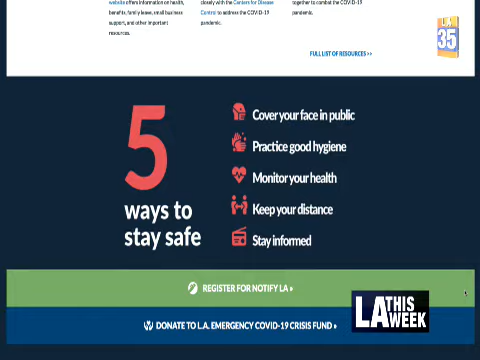 website offers information on health,
benefits, family leave, small business
support, and other important
resources.
closely with the Centers for Disease
Control to address the COVID-19
pandemic.
together to combat the COVID-19
pandemic.
FULL LIST OF RESOURCES >>
LA
35
5
ways to
stay safe
Cover your face in public
Practice good hygiene
Monitor your health
Keep your distance
Stay informed
REGISTER FOR NOTIFY LA »
DONATE TO L.A. EMERGENCY COVID-19 CRISIS FUND »
LA THIS
WEEK